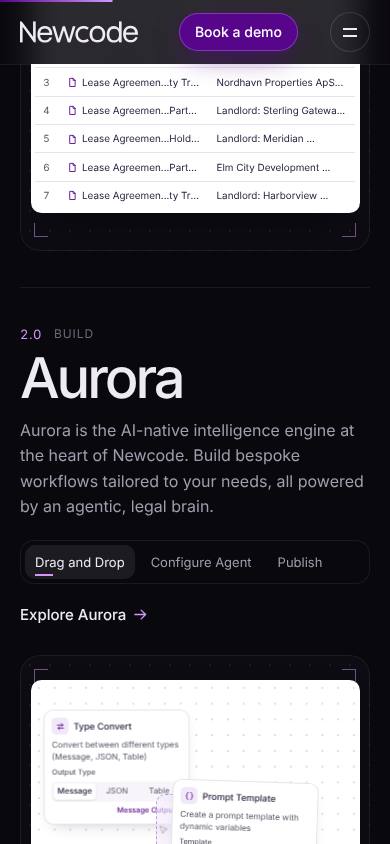 Newcode
Book a demo
3 Lease Agreemen...ty Tr... Nordhavn Properties ApS...
4 Lease Agreemen...Part... Landlord: Sterling Gatewa...
5 Lease Agreemen...Hold... Landlord: Meridian ...
6 Lease Agreemen...Part... Elm City Development ...
7 Lease Agreemen...ty Tr... Landlord: Harborview ...
2.0 BUILD
Aurora
Aurora is the AI-native intelligence engine at
the heart of Newcode. Build bespoke
workflows tailored to your needs, all powered
by an agentic, legal brain.
Drag and Drop Configure Agent Publish
Explore Aurora →
Type Convert
Convert between different types
(Message, JSON, Table)
Output Type
Message JSON Table
Message
Prompt Template
Create a prompt template with
dynamic variables
Template